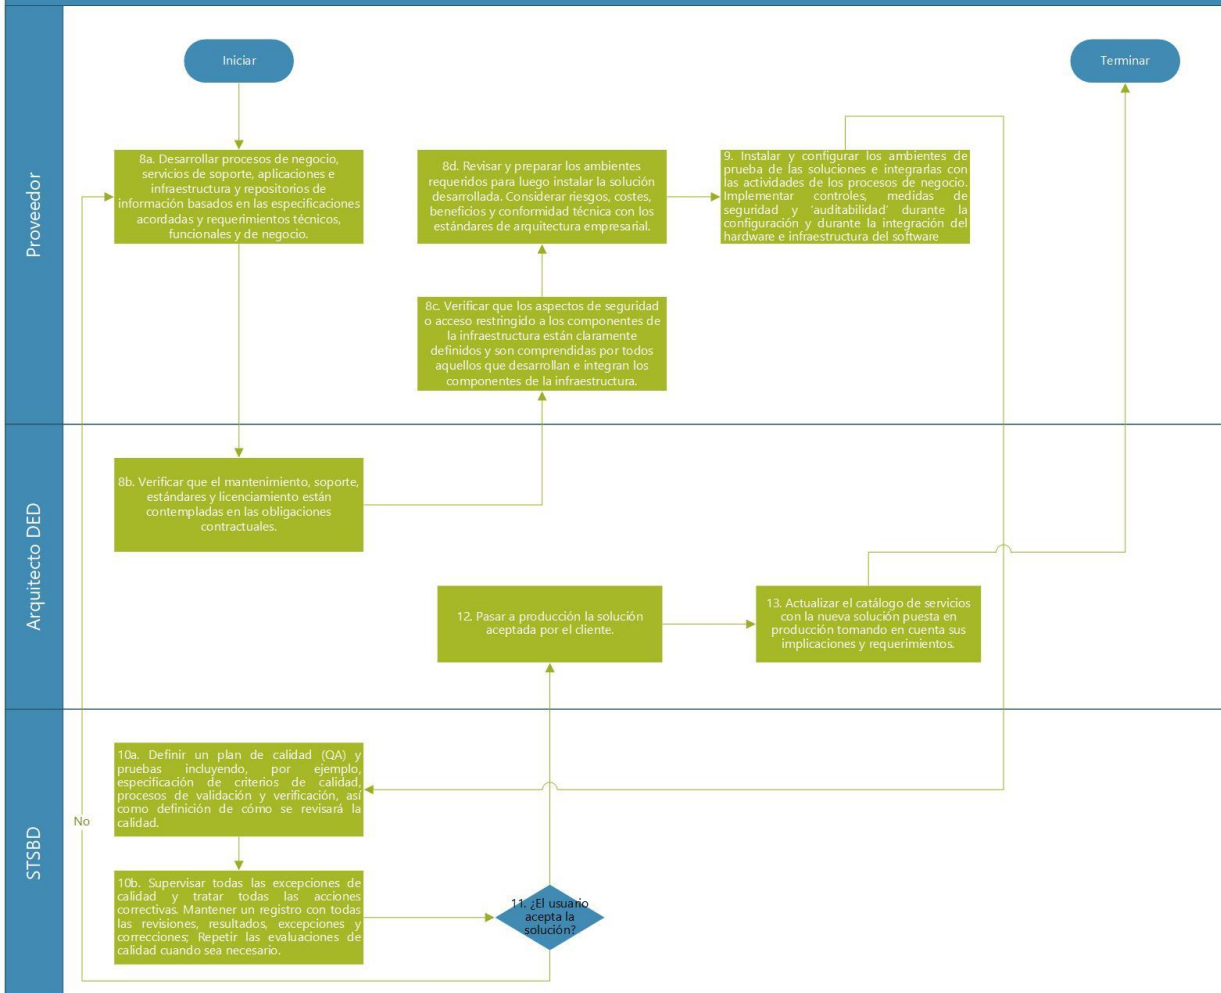 Proveedor
Iniciar
Terminar
8a. Desarrollar procesos de negocio,
servicios de soporte, aplicaciones e
infraestructura y repositorios de
información basados en las especificaciones
acordadas y requerimientos técnicos,
funcionales y de negocio.
8d. Revisar y preparar los ambientes
requeridos para luego instalar la solución
desarrollada. Considerar riesgos, costes,
beneficios y conformidad técnica con los
estándares de arquitectura empresarial.
9. Instalar y configurar los ambientes de
prueba de las soluciones e integrarlas con
las actividades de los procesos de negocio.
Implementar controles, medidas de
seguridad y ‘auditabilidad’ durante la
configuración y durante la integración del
hardware e infraestructura del software
8c. Verificar que los aspectos de seguridad
o acceso restringido a los componentes de
la infraestructura están claramente
definidos y son comprendidas por todos
aquellos que desarrollan e integran los
componentes de la infraestructura.
Arquitecto DED
8b. Verificar que el mantenimiento, soporte,
estándares y licenciamiento están
contempladas en las obligaciones
contractuales.
12. Pasar a producción la solución
aceptada por el cliente.
13. Actualizar el catálogo de servicios
con la nueva solución puesta en
producción tomando en cuenta sus
implicaciones y requerimientos.
STSBD
10a. Definir un plan de calidad (QA) y
pruebas incluyendo, por ejemplo,
especificación de criterios de calidad,
procesos de validación y verificación, así
como definición de cómo se revisará la
calidad.
No
10b. Supervisar todas las excepciones de
calidad y tratar todas las acciones
correctivas. Mantener un registro con todas
las revisiones, resultados, excepciones y
correcciones; Repetir las evaluaciones de
calidad cuando sea necesario.
11. ¿El usuario
acepta la
solución?